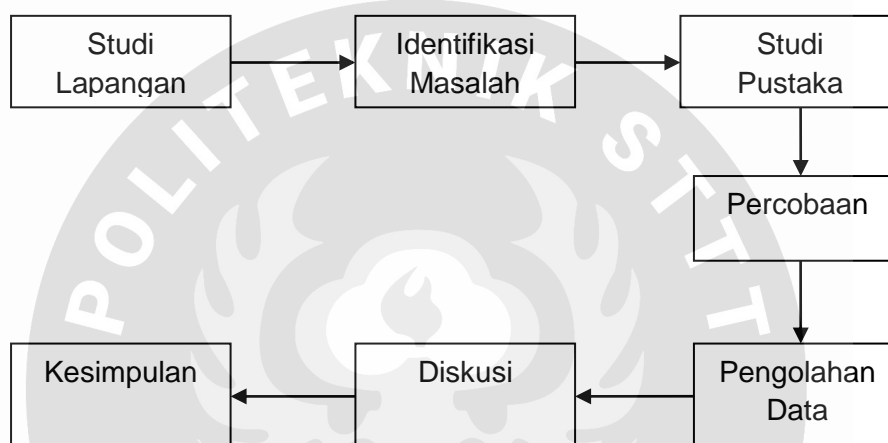 Studi
Lapangan
Identifikasi
Masalah
Studi
Pustaka
Percobaan
Pengolahan
Data
Diskusi
Kesimpulan
POLITEKNIK STTT